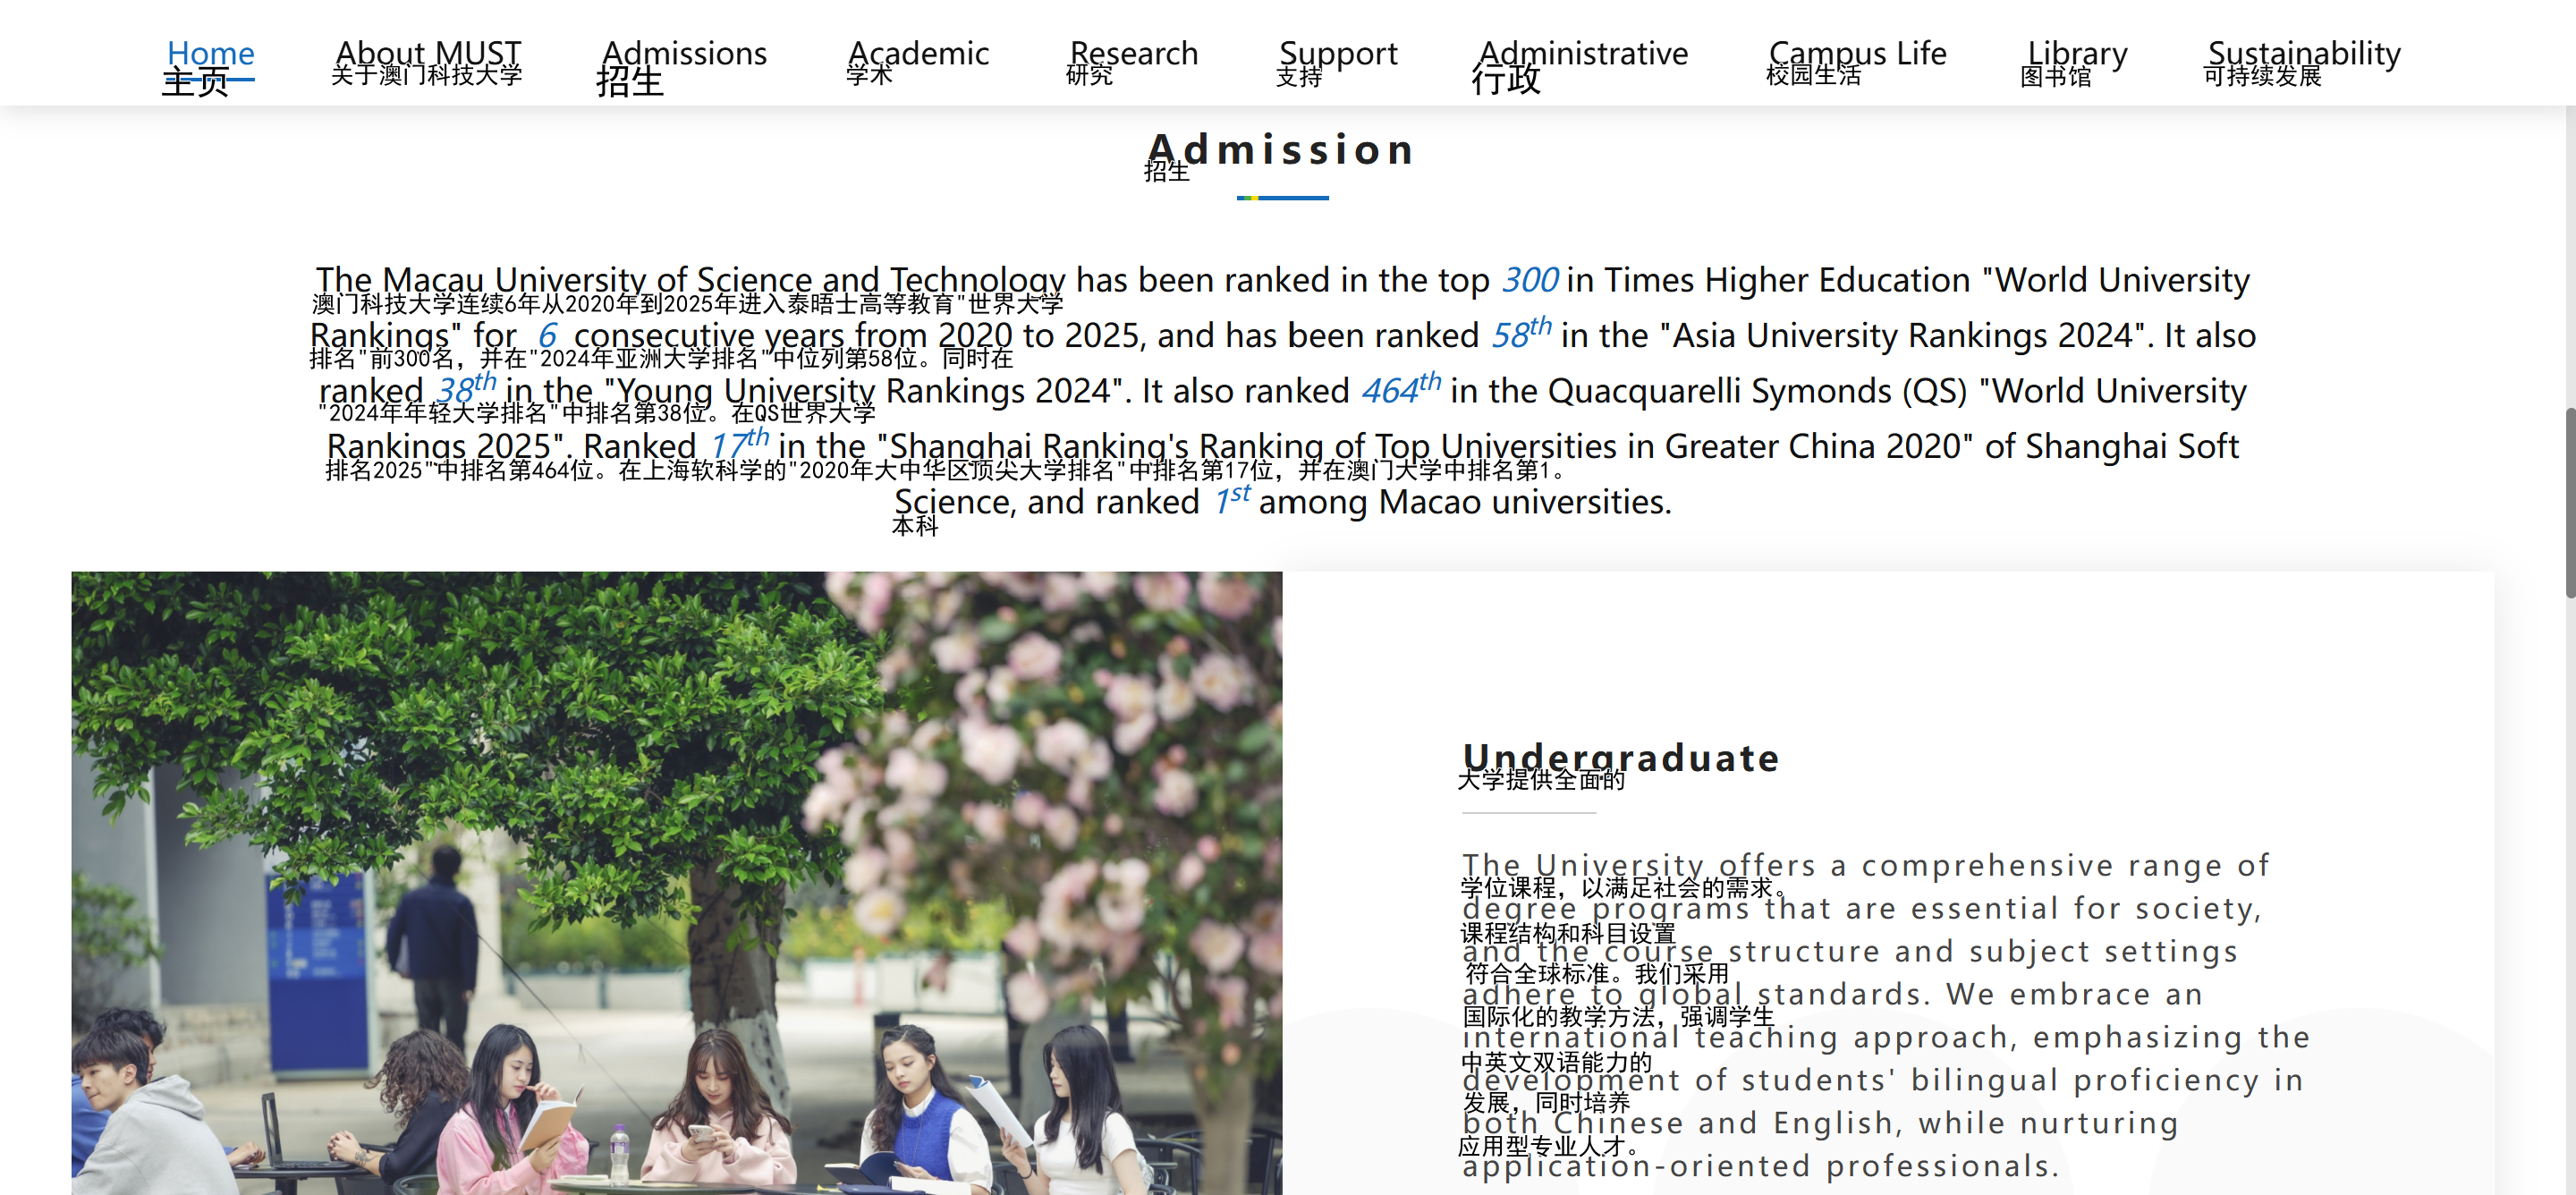 Home About MUST Admissions Academic Research Support Administrative Campus Life Library Sustainability
主页 关于澳门科技大学 招生 学术 研究 支持 行政 校园生活 图书馆 可持续发展
Admission
招生
The Macau University of Science and Technology has been ranked in the top 300 in Times Higher Education "World University
澳门科技大学连续6年从2020年到2025年进入泰晤士高等教育"世界大学
Rankings" for 6 consecutive years from 2020 to 2025, and has been ranked 58th in the "Asia University Rankings 2024". It also
排名"前300名，并在"2024年亚洲大学排名"中位列第58位。同时在
ranked 38th in the "Young University Rankings 2024". It also ranked 464th in the Quacquarelli Symonds (QS) "World University
"2024年年轻大学排名"中排名第38位。在QS世界大学
Rankings 2025". Ranked 17th in the "Shanghai Ranking's Ranking of Top Universities in Greater China 2020" of Shanghai Soft
排名2025"中排名第464位。在上海软科学的"2020年大中华区顶尖大学排名"中排名第17位，并在澳门大学中排名第1。
Science, and ranked 1st among Macao universities.
本科
Undergraduate
大学提供全面的
The University offers a comprehensive range of
学位课程，以满足社会的需求。
degree programs that are essential for society,
课程结构和科目设置
and the course structure and subject settings
符合全球标准。我们采用
adhere to global standards. We embrace an
国际化的教学方法，强调学生
international teaching approach, emphasizing the
中英文双语能力的
development of students' bilingual proficiency in
发展，同时培养
both Chinese and English, while nurturing
应用型专业人才。
application-oriented professionals.